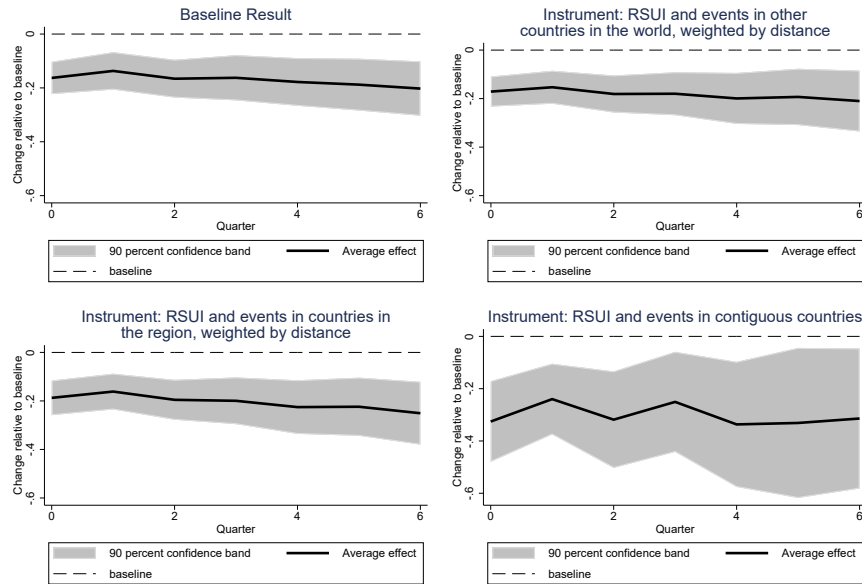 Baseline Result
Change relative to baseline
0
-.2
-.4
-.6
0
2
4
6
Quarter
90 percent confidence band
Average effect
baseline
Instrument: RSUI and events in other
countries in the world, weighted by distance
Change relative to baseline
0
-.2
-.4
-.6
0
2
4
6
Quarter
90 percent confidence band
Average effect
baseline
Instrument: RSUI and events in countries in
the region, weighted by distance
Change relative to baseline
0
-.2
-.4
-.6
0
2
4
6
Quarter
90 percent confidence band
Average effect
baseline
Instrument: RSUI and events in contiguous countries
Change relative to baseline
0
-.2
-.4
-.6
0
2
4
6
Quarter
90 percent confidence band
Average effect
baseline